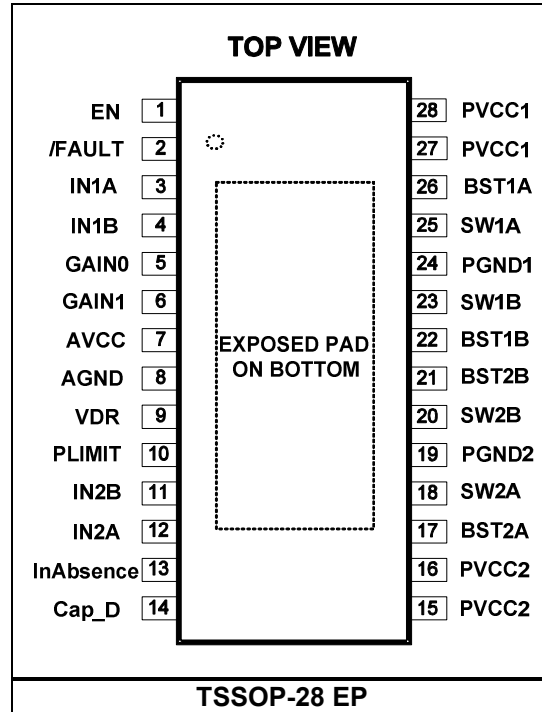 TOP VIEW
EN 1 28 PVCC1
/FAULT 2 27 PVCC1
IN1A 3 26 BST1A
IN1B 4 25 SW1A
GAIN0 5 24 PGND1
GAIN1 6 23 SW1B
AVCC 7 22 BST1B
EXPOSED PAD
ON BOTTOM
AGND 8 21 BST2B
VDR 9 20 SW2B
PLIMIT 10 19 PGND2
IN2B 11 18 SW2A
IN2A 12 17 BST2A
InAbsence 13 16 PVCC2
Cap_D 14 15 PVCC2
TSSOP-28 EP